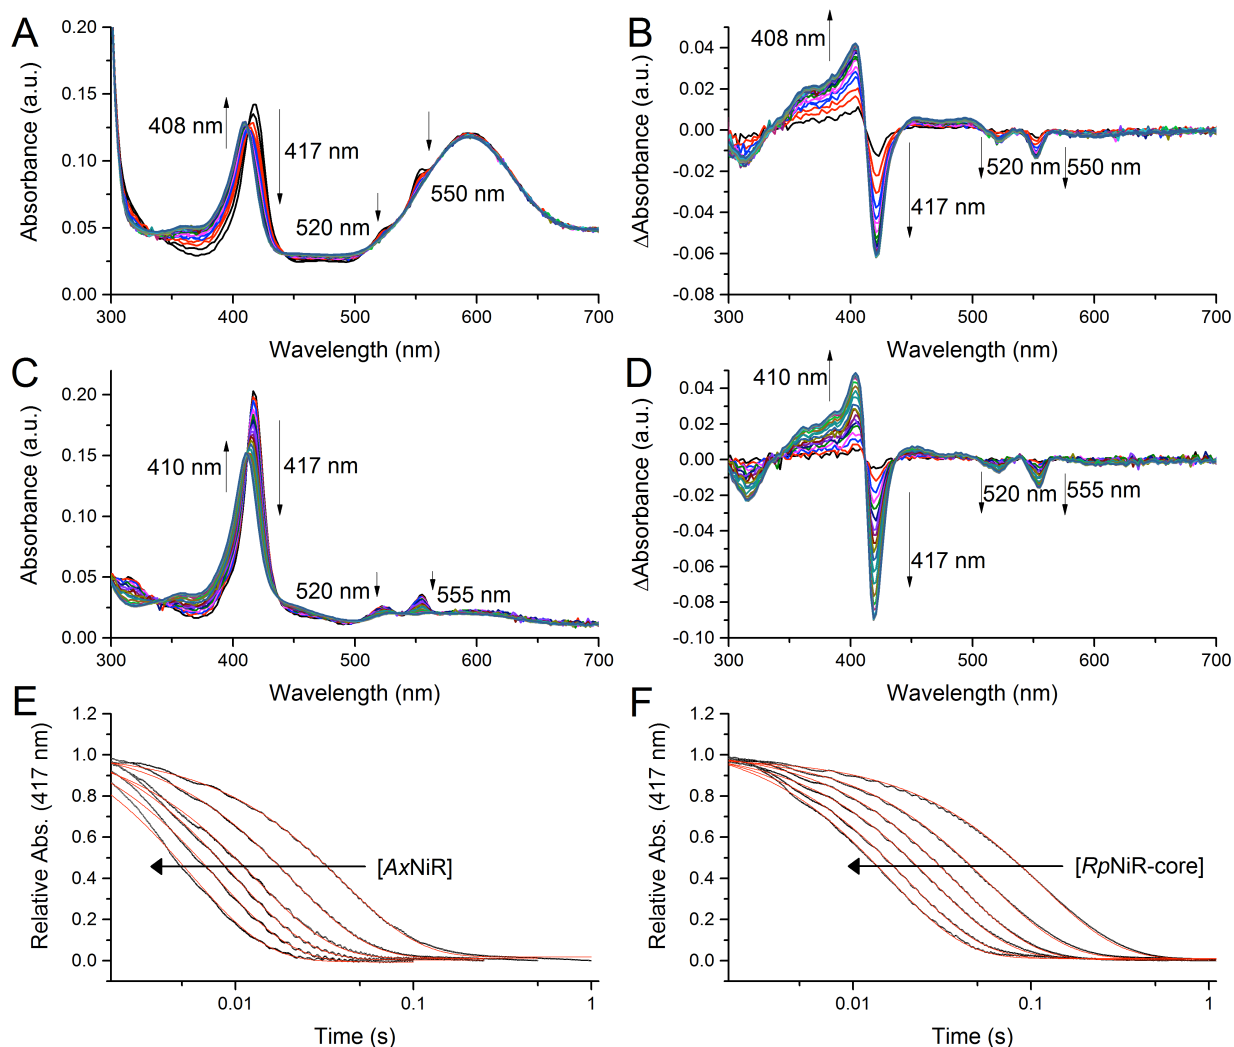 A
0.20
0.15
0.10
0.05
0.00
Absorbance (a.u.)
408 nm
417 nm
520 nm
550 nm
300
400
500
600
700
Wavelength (nm)
B
0.04
0.02
0.00
-0.02
-0.04
-0.06
-0.08
ΔAbsorbance (a.u.)
408 nm
520 nm
550 nm
417 nm
300
400
500
600
700
Wavelength (nm)
C
0.20
0.15
0.10
0.05
0.00
Absorbance (a.u.)
410 nm
417 nm
520 nm
555 nm
300
400
500
600
700
Wavelength (nm)
D
0.04
0.02
0.00
-0.02
-0.04
-0.06
-0.08
-0.10
ΔAbsorbance (a.u.)
410 nm
520 nm
555 nm
417 nm
300
400
500
600
700
Wavelength (nm)
E
1.2
1.0
0.8
0.6
0.4
0.2
0.0
Relative Abs. (417 nm)
[AxNiR]
0.01
0.1
1
Time (s)
F
1.2
1.0
0.8
0.6
0.4
0.2
0.0
Relative Abs. (417 nm)
[RpNiR-core]
0.01
0.1
1
Time (s)